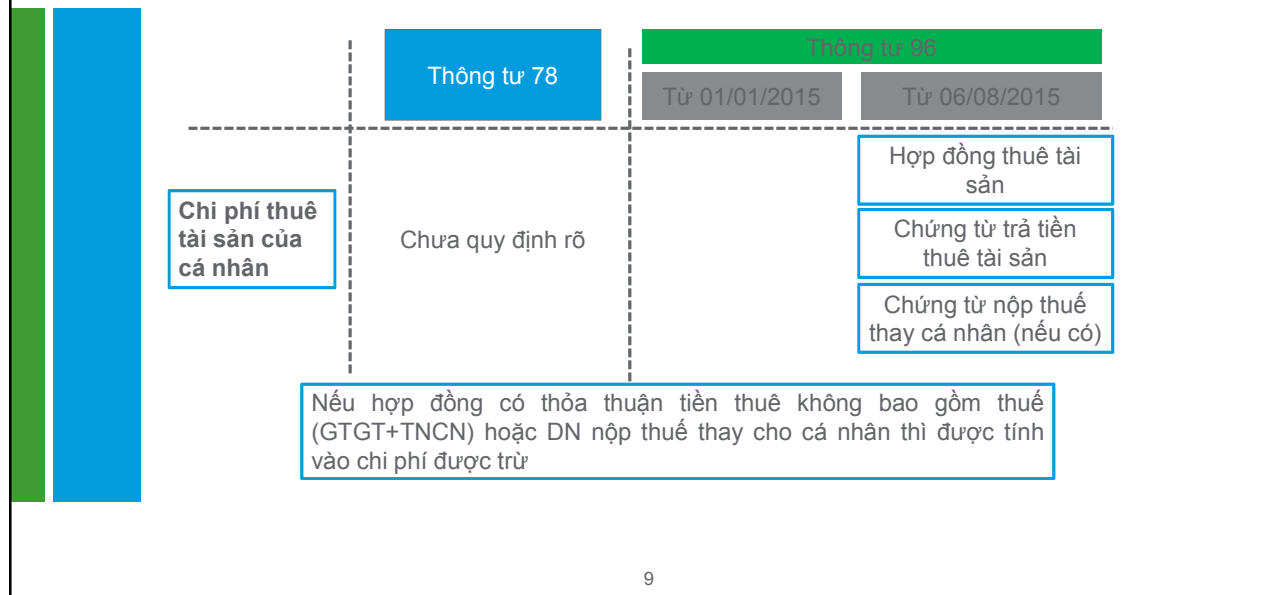 Thông tư 78
Thông tư 96
Từ 01/01/2015
Từ 06/08/2015
Chi phí thuê
tài sản của
cá nhân
Chưa quy định rõ
Hợp đồng thuê tài
sản
Chứng từ trả tiền
thuê tài sản
Chứng từ nộp thuế
thay cá nhân (nếu có)
Nếu hợp đồng có thỏa thuận tiền thuê không bao gồm thuế
(GTGT+TNCN) hoặc DN nộp thuế thay cho cá nhân thì được tính
vào chi phí được trừ
9